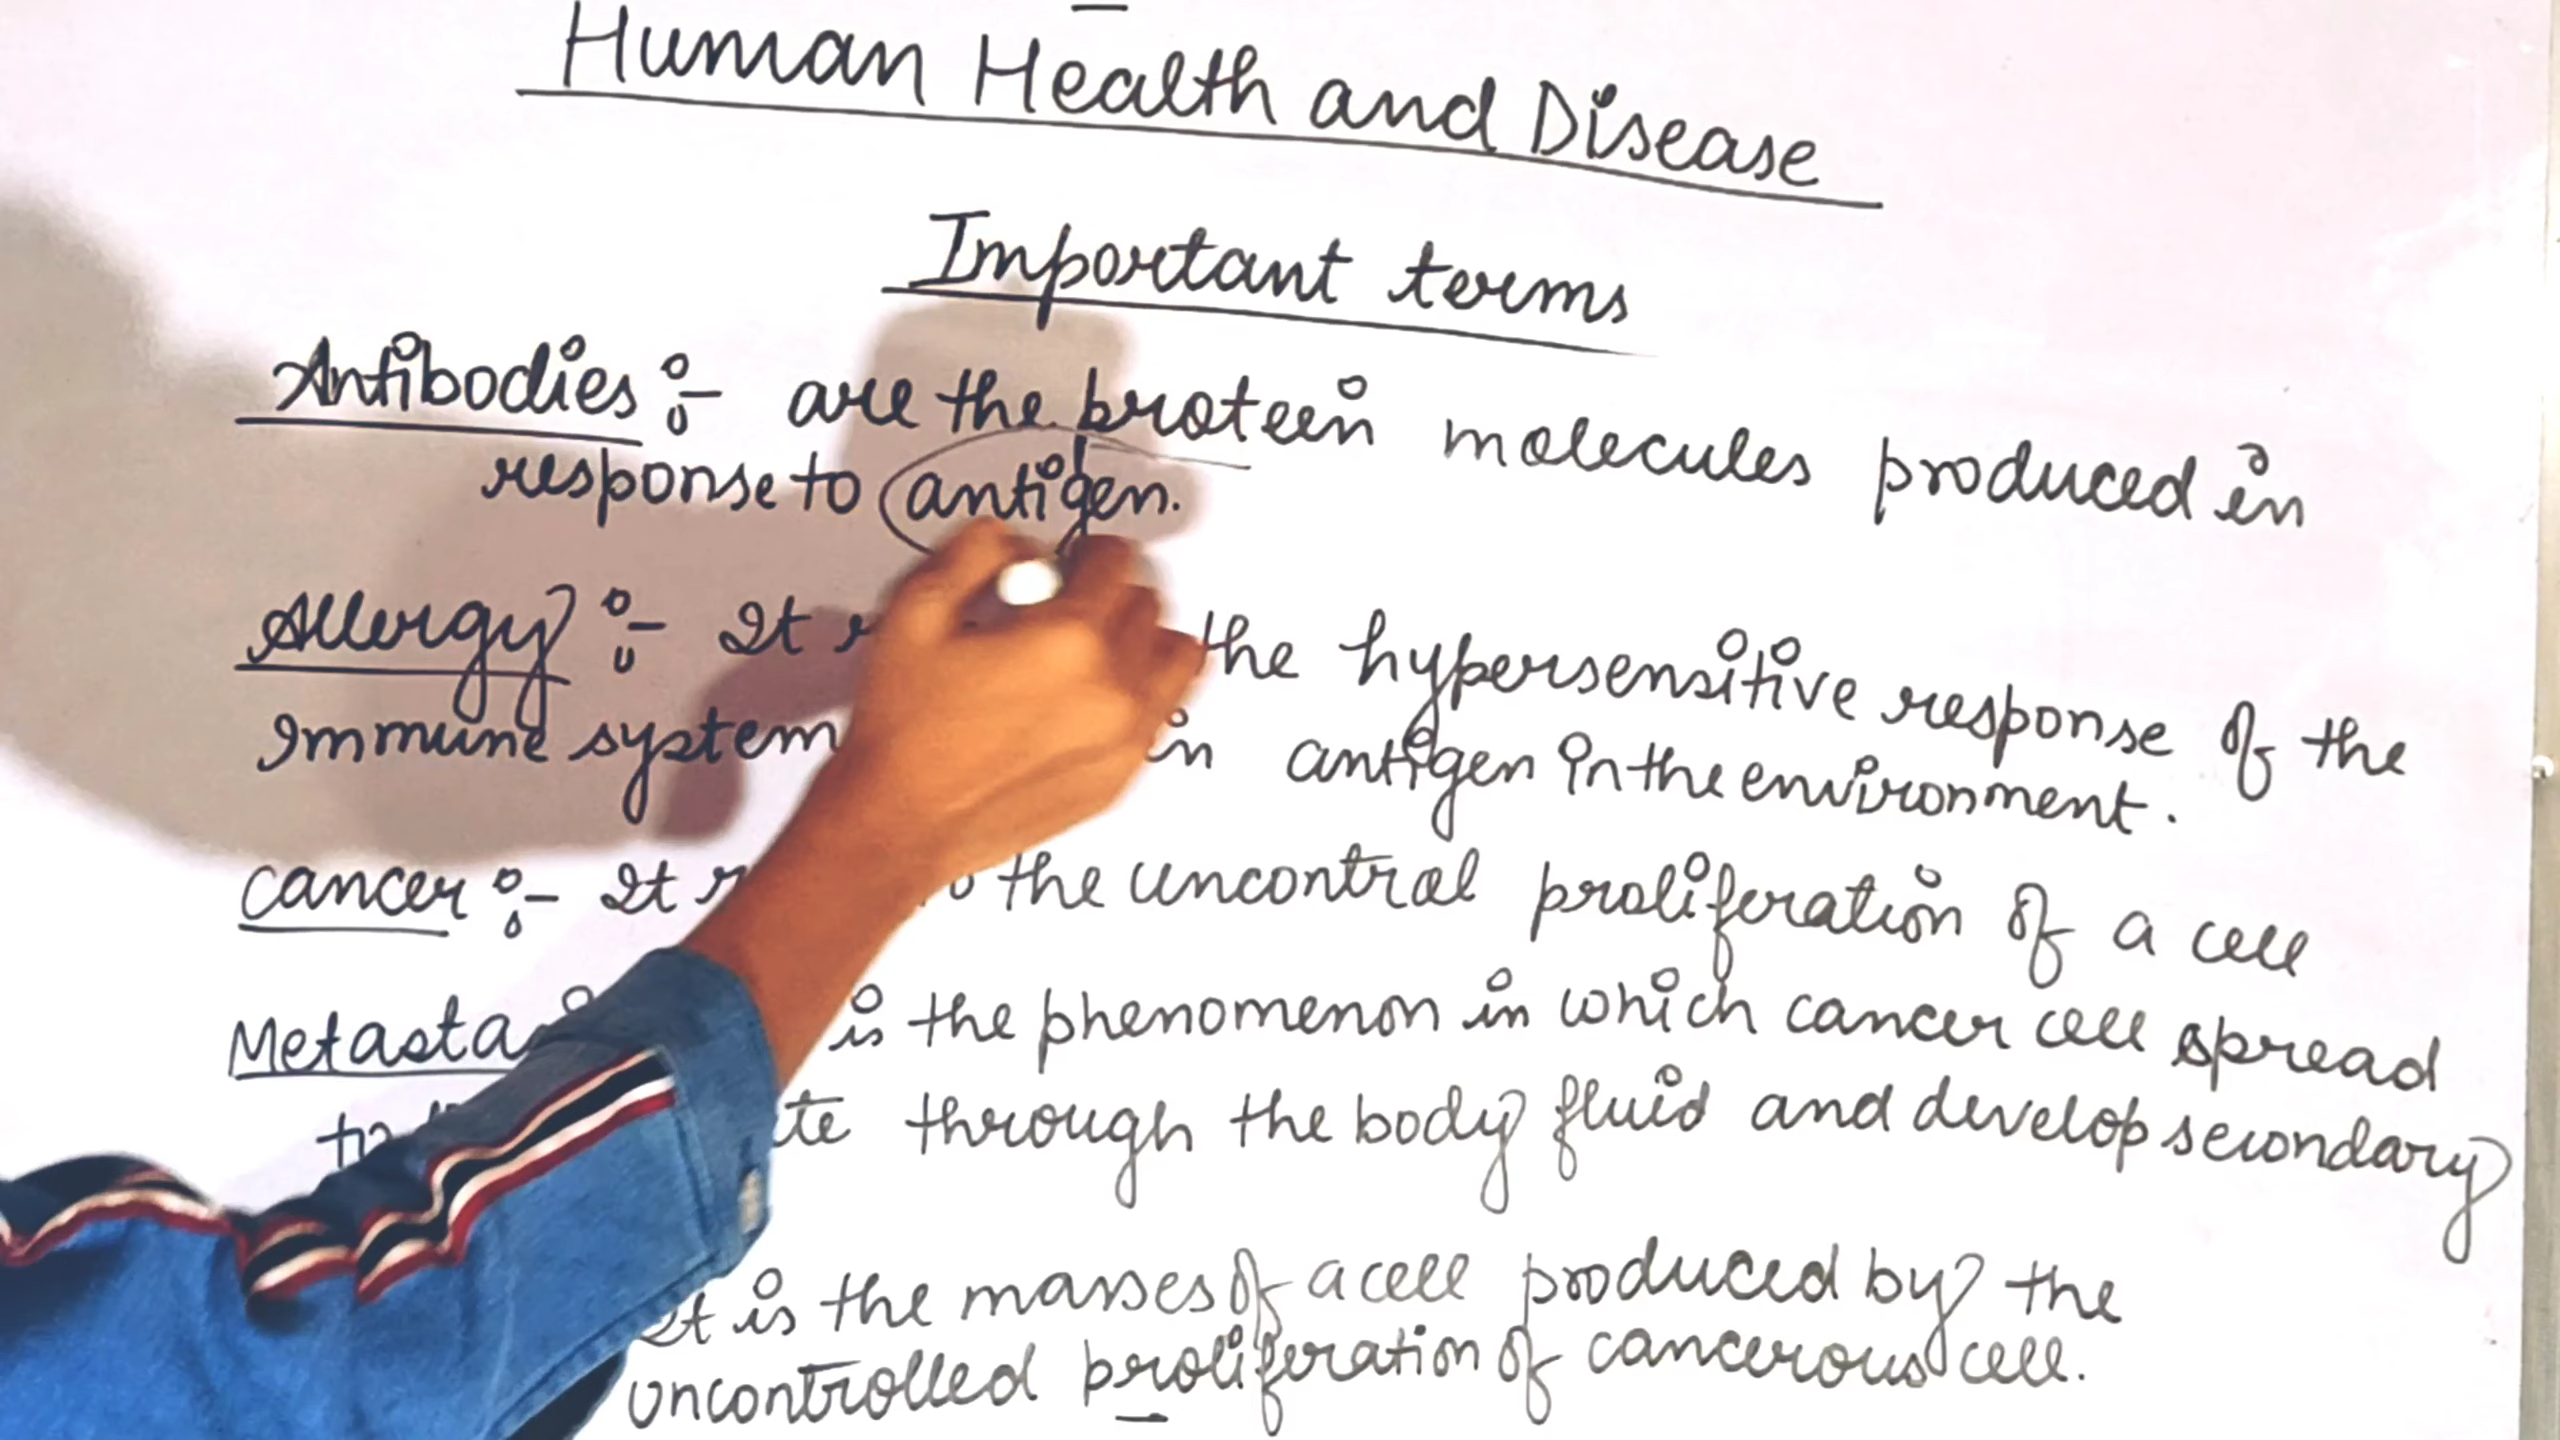 Human Health and Disease
Important terms
Antibodies :- are the protein molecules produced in
response to antigen.
Allergy :- It the hypersensitive response of the
Immune system in antigen in the environment.
cancer :- It the uncontral proliferation of a cell
is the phenomenon in which cancer cell spread
through the body fluid and develop secondary
It is the masses of a cell produced by the
uncontrolled proliferation of cancerous cell.